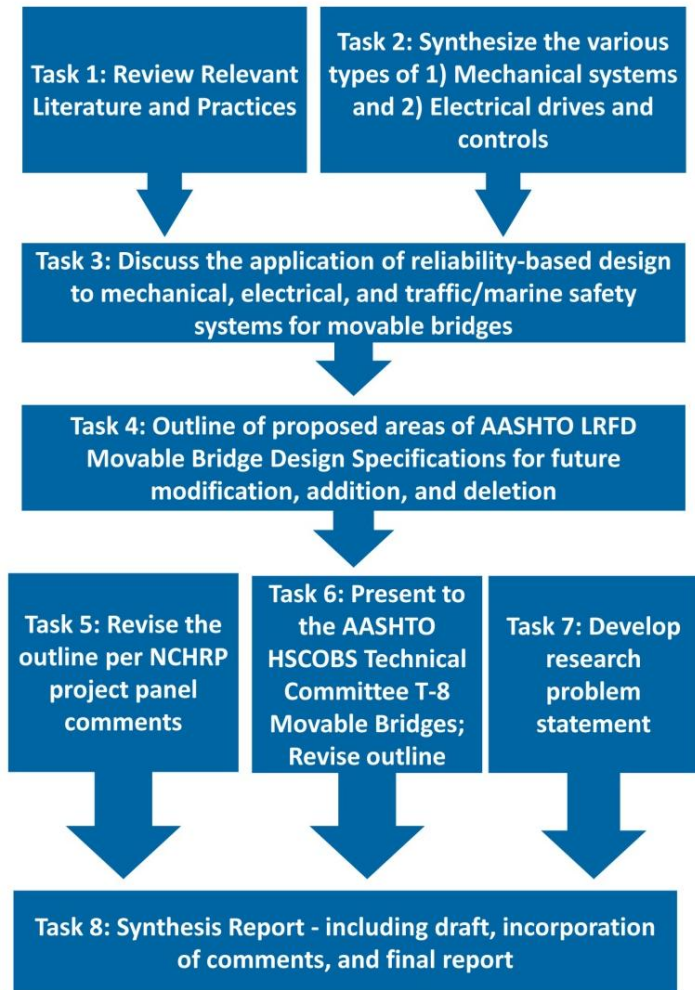 Task 1: Review Relevant
Literature and Practices
Task 2: Synthesize the various
types of 1) Mechanical systems
and 2) Electrical drives and
controls
Task 3: Discuss the application of reliability-based design
to mechanical, electrical, and traffic/marine safety
systems for movable bridges
Task 4: Outline of proposed areas of AASHTO LRFD
Movable Bridge Design Specifications for future
modification, addition, and deletion
Task 5: Revise the
outline per NCHRP
project panel
comments
Task 6: Present to
the AASHTO
HSCOBS Technical
Committee T-8
Movable Bridges;
Revise outline
Task 7: Develop
research
problem
statement
Task 8: Synthesis Report - including draft, incorporation
of comments, and final report